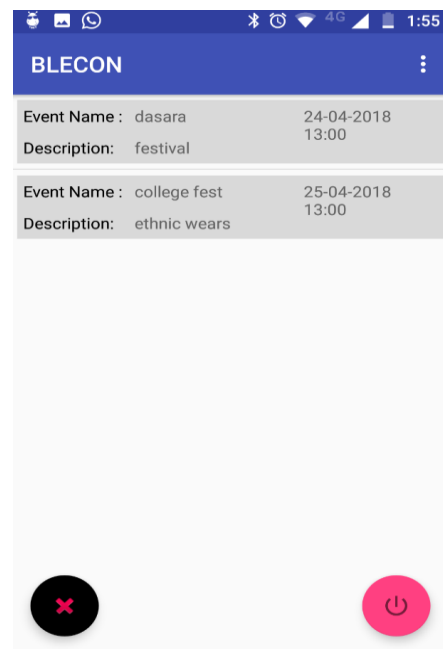 4G 1:55
BLECON
Event Name : dasara 24-04-2018
13:00
Description: festival
Event Name : college fest 25-04-2018
13:00
Description: ethnic wears